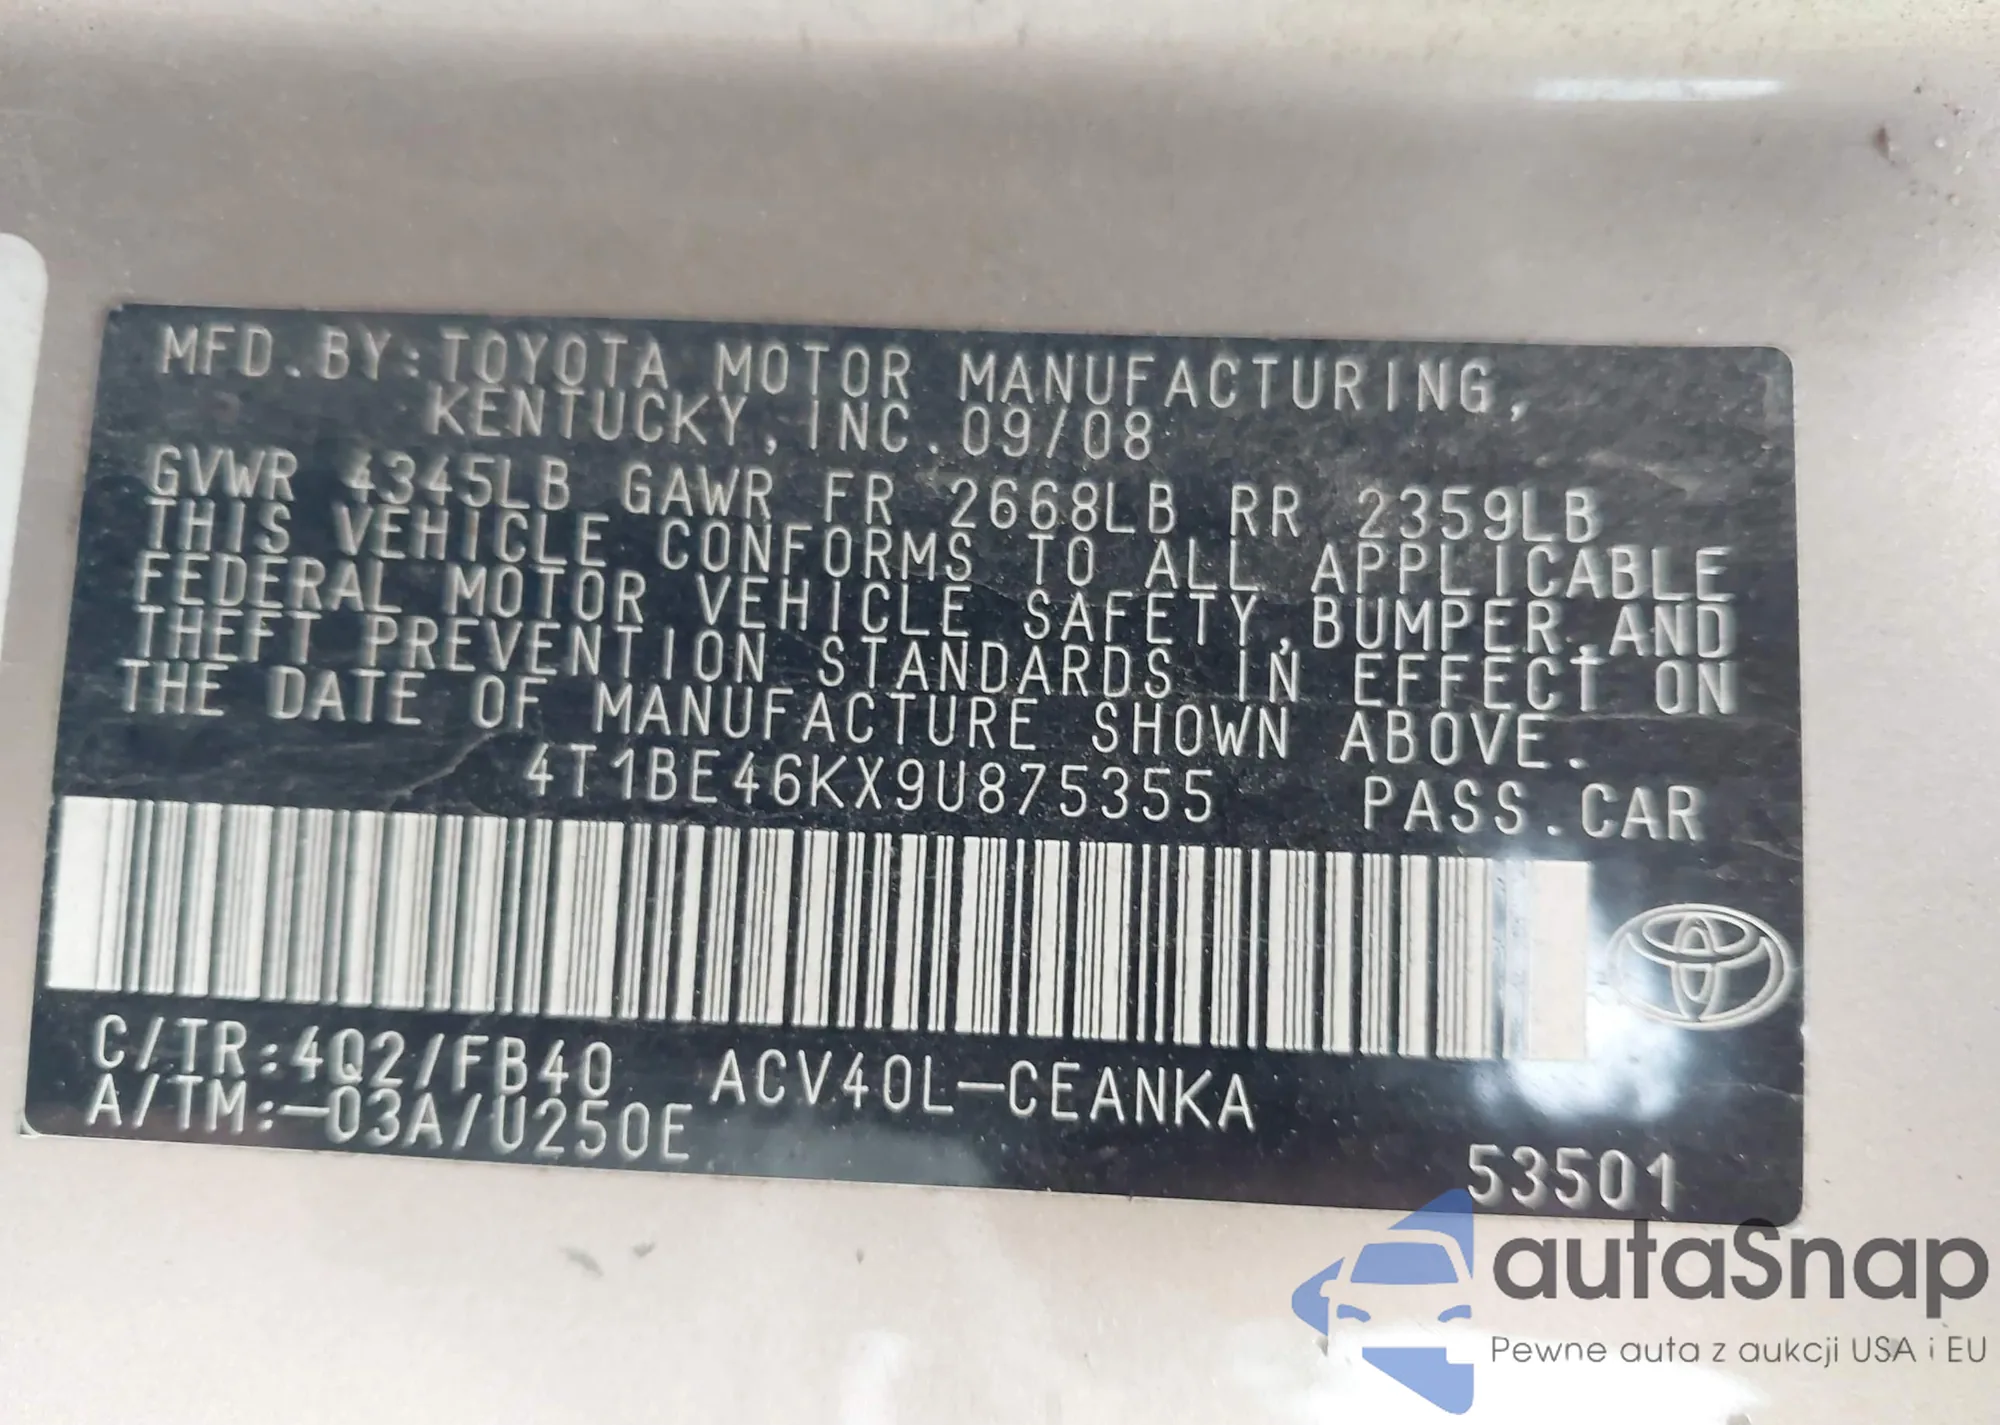 MFD.BY:TOYOTA MOTOR MANUFACTURING,
KENTUCKY, INC. 09/08
GVWR 4345LB GAWR FR 2668LB RR 2359LB
THIS VEHICLE CONFORMS TO ALL APPLICABLE
FEDERAL MOTOR VEHICLE SAFETY, BUMPER, AND
THEFT PREVENTION STANDARDS IN EFFECT ON
THE DATE OF MANUFACTURE SHOWN ABOVE.
4T1BE46KX9U875355 PASS.CAR
C/TR:4Q2/FB40 ACV40L-CEANKA
A/TM:-03A/U250E
53501
autaSnap
Pewne auta z aukcji USA i EU